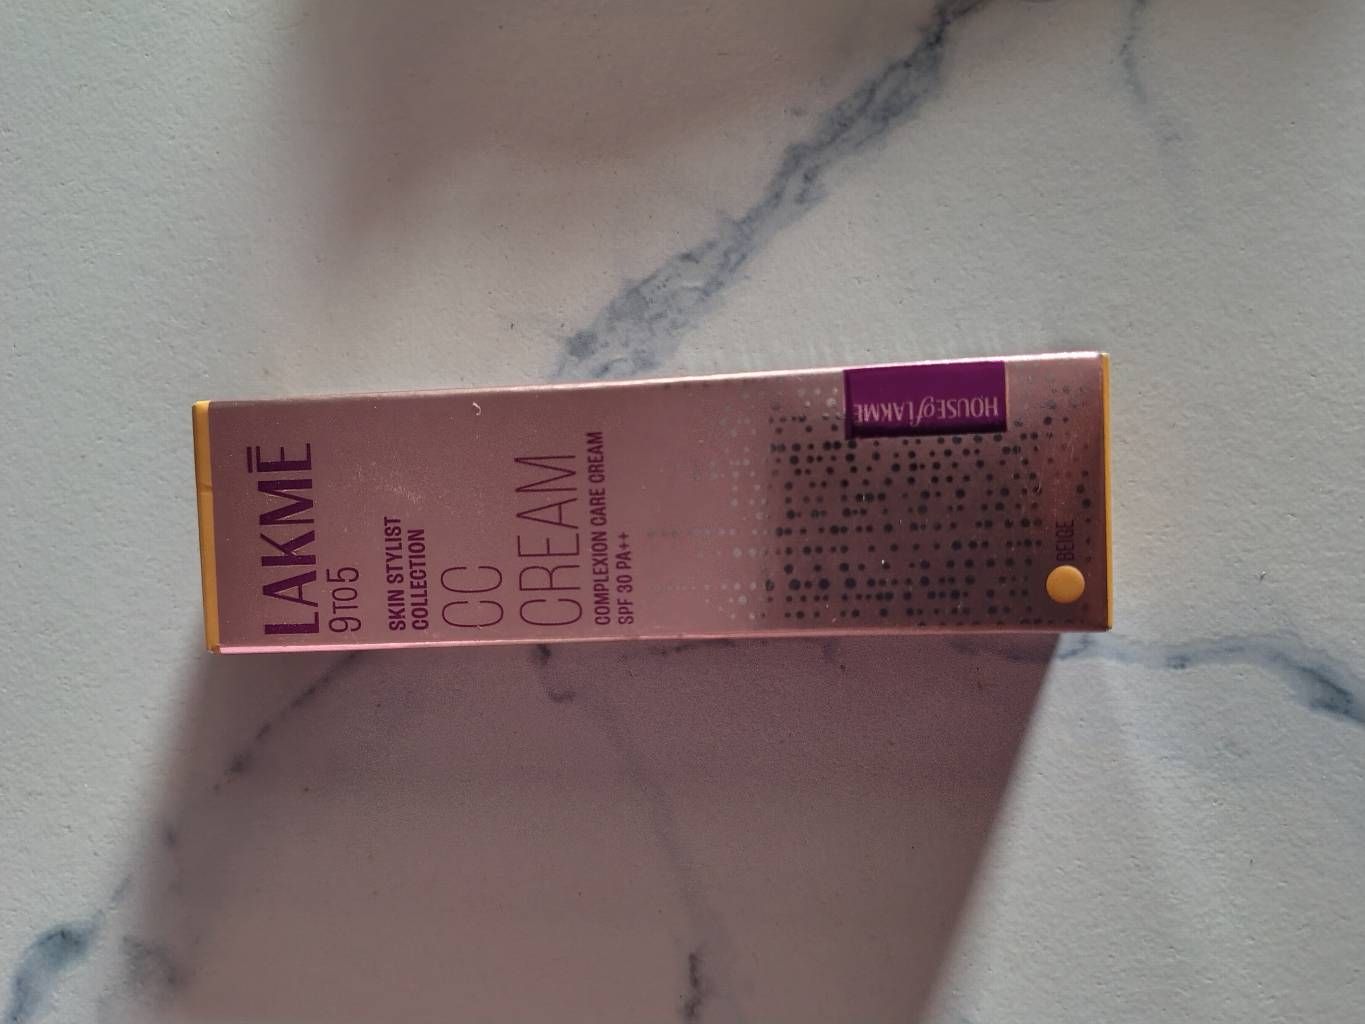 LAKMĒ
9TO5
SKIN STYLIST
COLLECTION
CC
CREAM
COMPLEXION CARE CREAM
SPF 30 PA++
HOUSE of LAKMĒ
BEIGE